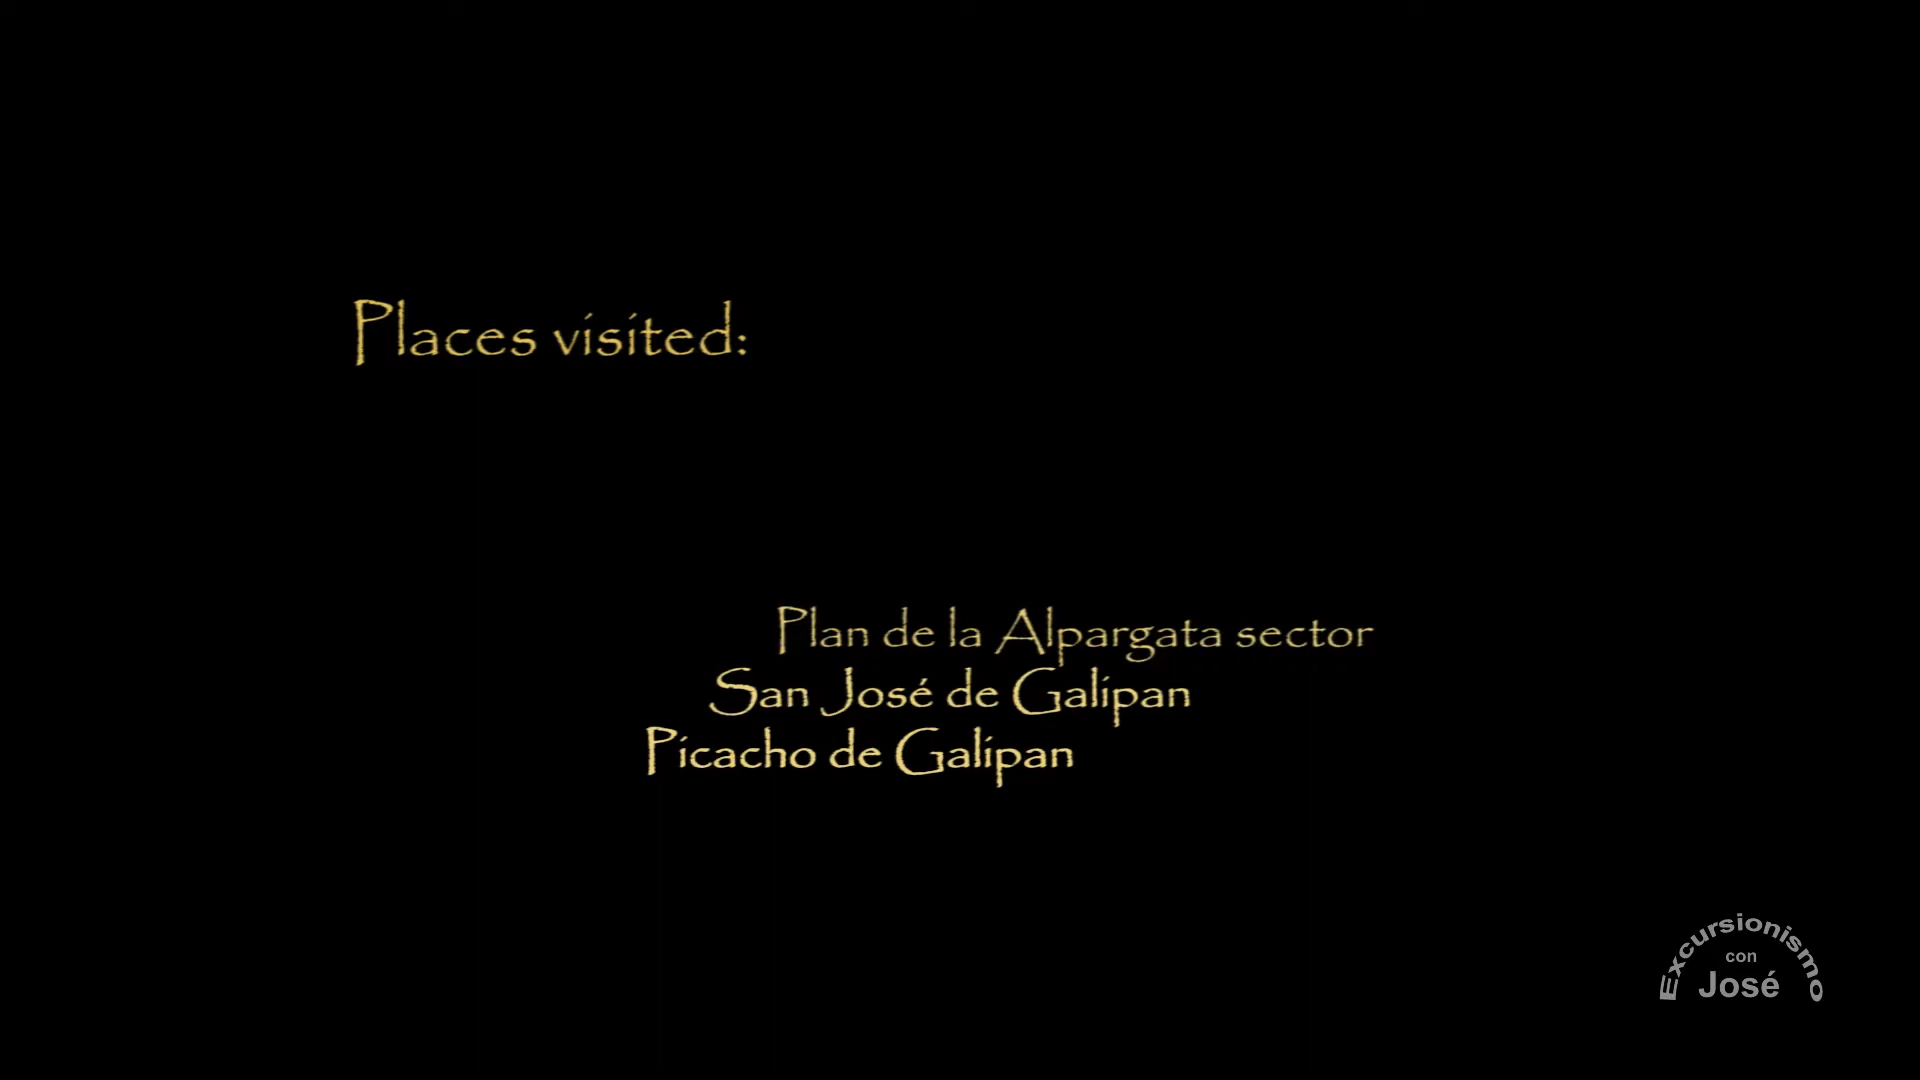 Places visited:
Plan de la Alpargata sector
San José de Galipan
Picacho de Galipan
Excursionismo
con
José